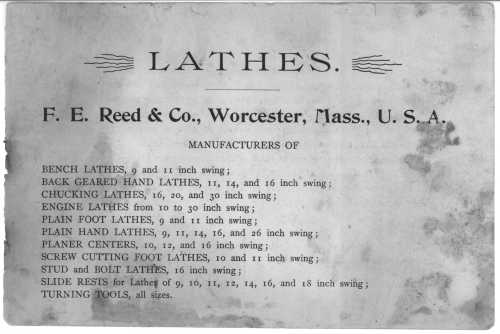 LATHES.
F. E. Reed & Co., Worcester, Mass., U. S. A.
MANUFACTURERS OF
BENCH LATHES, 9 and 11 inch swing;
BACK GEARED HAND LATHES, 11, 14, and 16 inch swing;
CHUCKING LATHES, 16, 20, and 30 inch swing;
ENGINE LATHES from 10 to 30 inch swing;
PLAIN FOOT LATHES, 9 and 11 inch swing;
PLAIN HAND LATHES, 9, 11, 14, 16, and 26 inch swing;
PLANER CENTERS, 10, 12, and 16 inch swing;
SCREW CUTTING FOOT LATHES, 10 and 11 inch swing;
STUD and BOLT LATHES, 16 inch swing;
SLIDE RESTS for Lathes of 9, 10, 11, 12, 14, 16, and 18 inch swing;
TURNING TOOLS, all sizes.